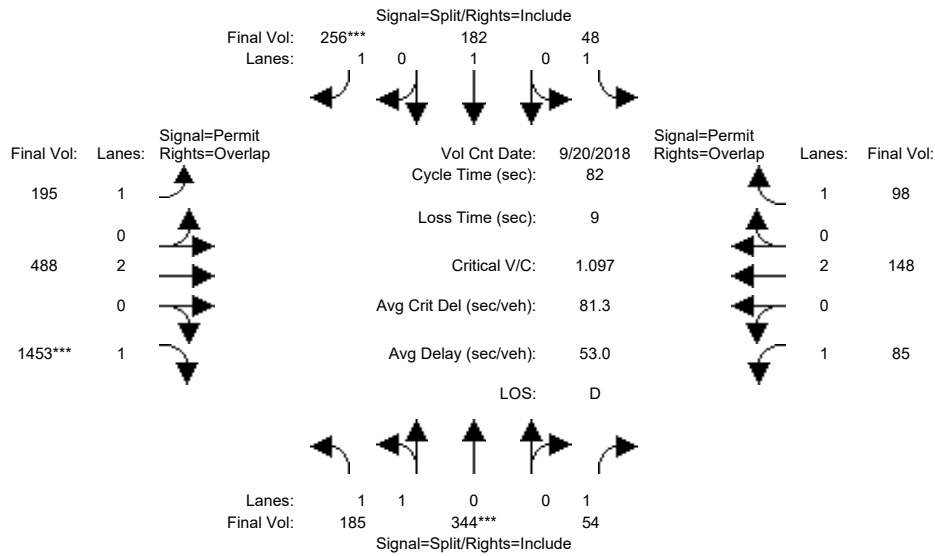 Signal=Split/Rights=Include
Final Vol: 256*** 182 48
Lanes: 1 0 1 0 1
Signal=Permit
Final Vol: Lanes: Rights=Overlap
Vol Cnt Date: 9/20/2018
Signal=Permit
Rights=Overlap Lanes: Final Vol:
Cycle Time (sec): 82
195 1
1 98
Loss Time (sec): 9
0
0
488 2
Critical V/C: 1.097
2 148
0
Avg Crit Del (sec/veh): 81.3
0
1453*** 1
Avg Delay (sec/veh): 53.0
1 85
LOS: D
Lanes: 1 1 0 0 1
Final Vol: 185 344*** 54
Signal=Split/Rights=Include